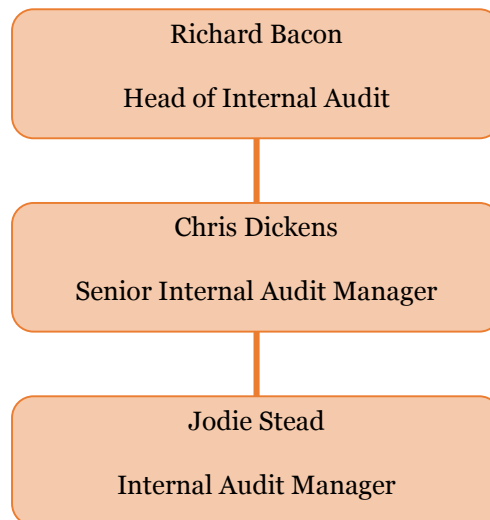 Richard Bacon
Head of Internal Audit
Chris Dickens
Senior Internal Audit Manager
Jodie Stead
Internal Audit Manager